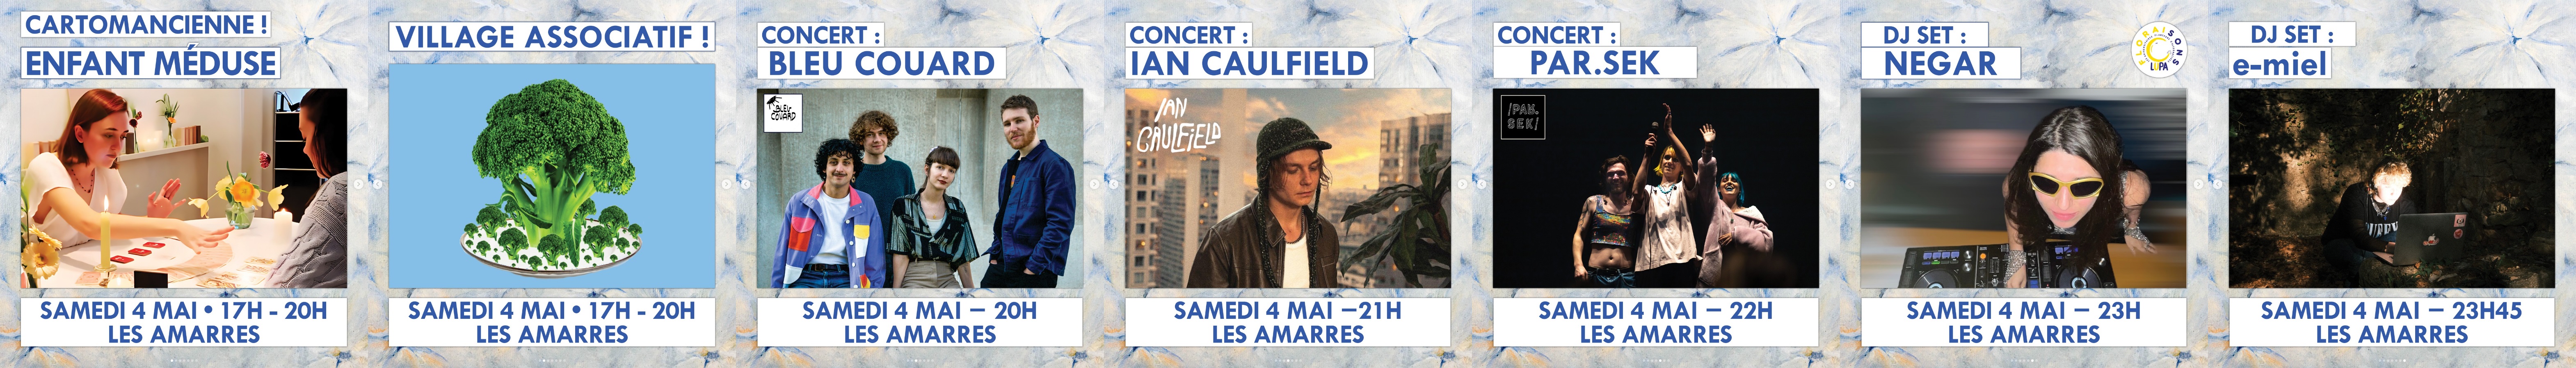 CARTOMANCIENNE !
ENFANT MÉDUSE
SAMEDI 4 MAI • 17H - 20H
LES AMARRES
VILLAGE ASSOCIATIF !
SAMEDI 4 MAI • 17H - 20H
LES AMARRES
CONCERT :
BLEU COUARD
BLEU
COUARD
SAMEDI 4 MAI – 20H
LES AMARRES
CONCERT :
IAN CAULFIELD
IAN
CAULFIELD
SAMEDI 4 MAI –21H
LES AMARRES
CONCERT :
PAR.SEK
/PAR.
SEK/
SAMEDI 4 MAI – 22H
LES AMARRES
DJ SET :
NEGAR
FLORAISONS
LUPA
SAMEDI 4 MAI – 23H
LES AMARRES
DJ SET :
e-miel
SAMEDI 4 MAI – 23H45
LES AMARRES